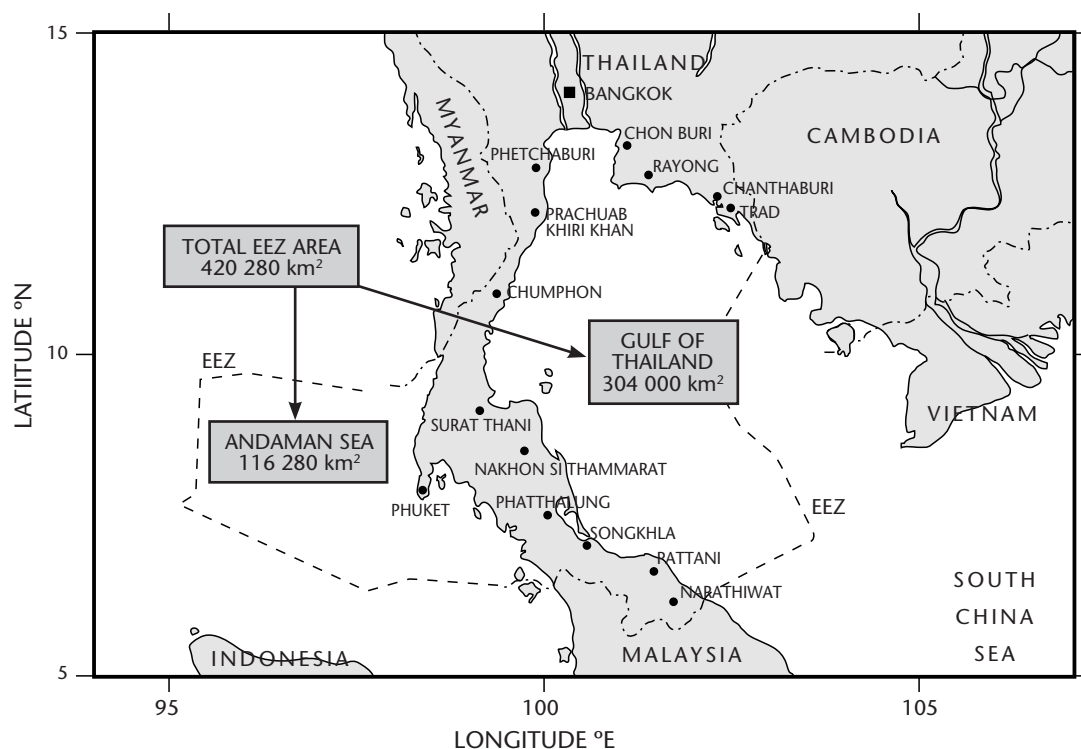 15
THAILAND
BANGKOK
MYANMAR
CHON BURI
CAMBODIA
PHETCHABURI
RAYONG
CHANTHABURI
TRAD
PRACHUAB
KHIRI KHAN
TOTAL EEZ AREA
420 280 km²
CHUMPHON
LATIITUDE ºN
10
GULF OF
THAILAND
304 000 km²
EEZ
VIETNAM
SURAT THANI
ANDAMAN SEA
116 280 km²
NAKHON SI THAMMARAT
PHATTHALUNG
PHUKET
EEZ
SONGKHLA
PATTANI
NARATHIWAT
SOUTH
CHINA
SEA
INDONESIA
MALAYSIA
5
95
100
105
LONGITUDE ºE